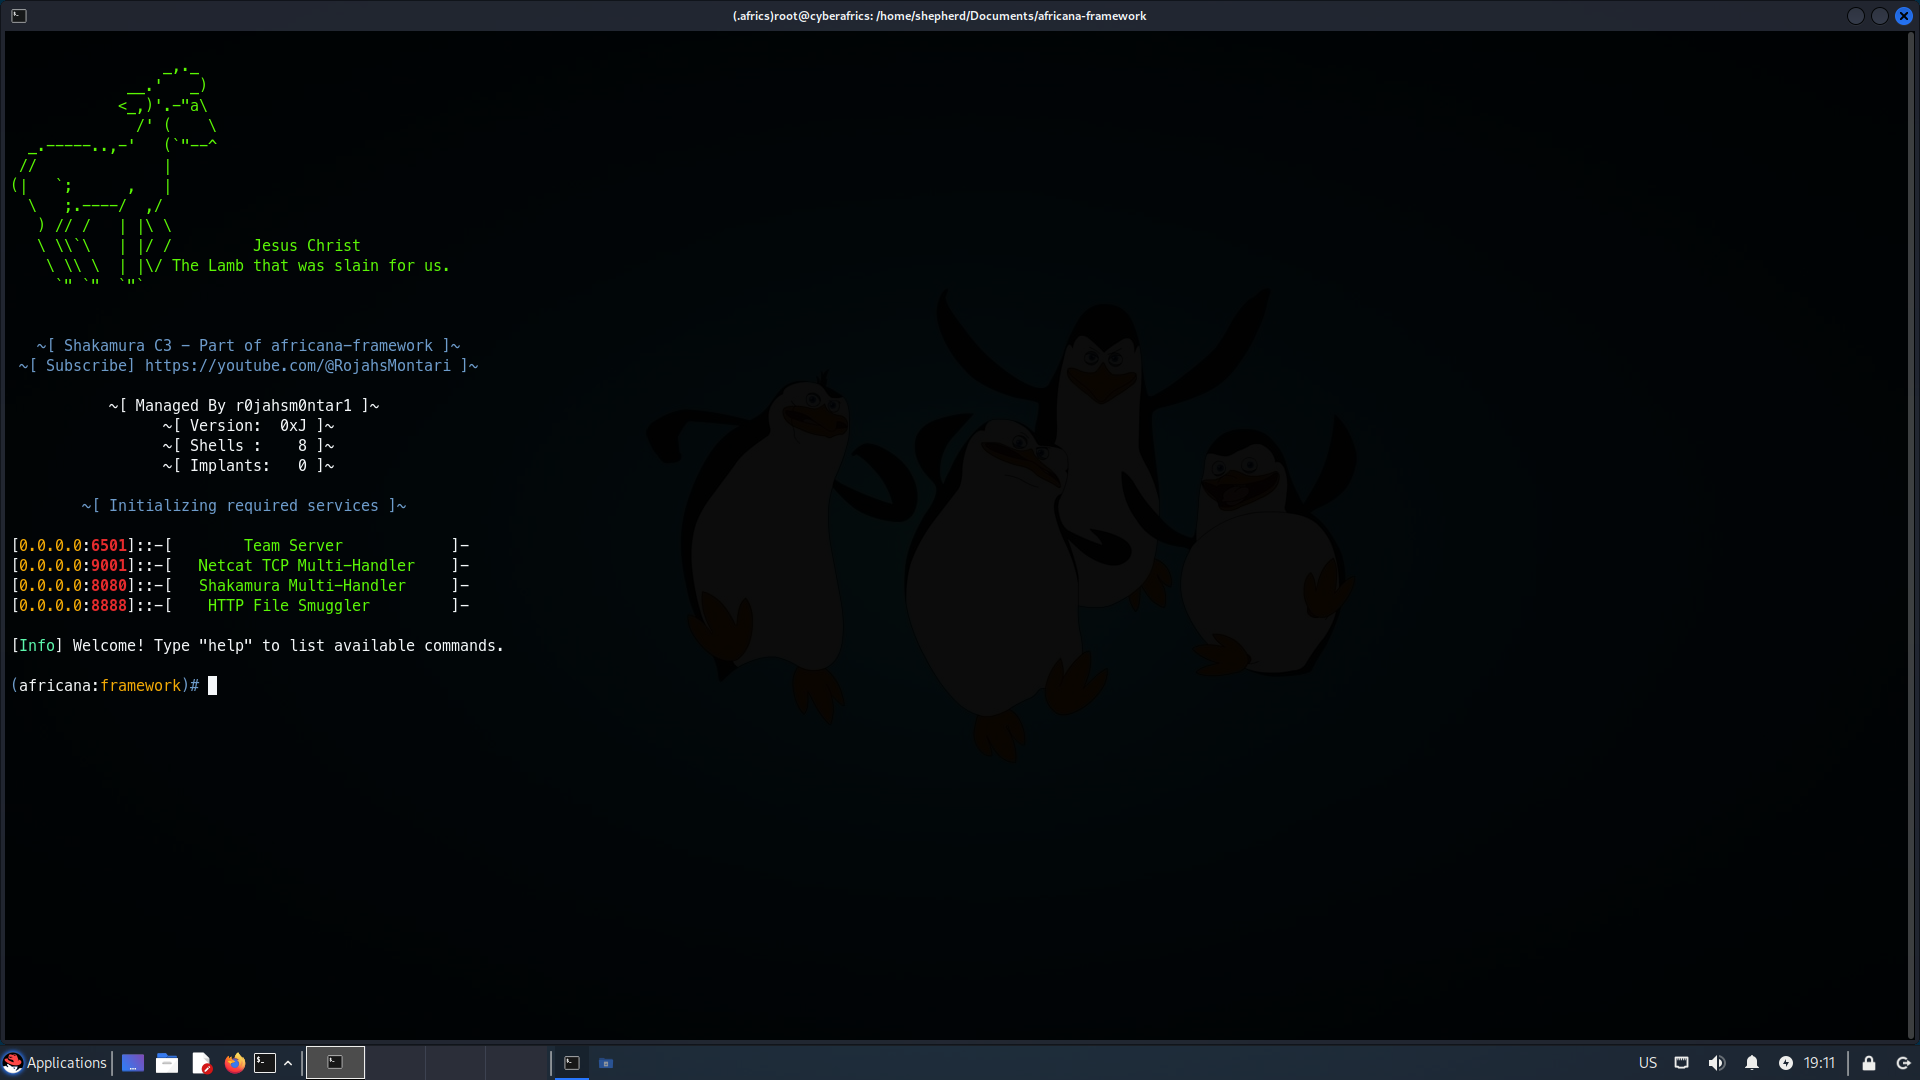 (.africs)root@cyberafrics: /home/shepherd/Documents/africana-framework
               _,._
           __.'   _)
          <_,)'.-"a\
            /' (    \
_.-----..,-'   (`"--^
//              |
(|   `;      ,   |
\   ;.----/  ,/
) // /   | |\ \
\ \\`\   | |/ /         Jesus Christ
\ \\ \  | |\/ The Lamb that was slain for us.
`" `"  `"`
~[ Shakamura C3 - Part of africana-framework ]~
~[ Subscribe] https://youtube.com/@RojahsMontari ]~
~[ Managed By r0jahsm0ntar1 ]~
~[ Version:  0xJ ]~
~[ Shells :    8 ]~
~[ Implants:   0 ]~
~[ Initializing required services ]~
[0.0.0.0:6501]::-[        Team Server            ]-
[0.0.0.0:9001]::-[   Netcat TCP Multi-Handler    ]-
[0.0.0.0:8080]::-[   Shakamura Multi-Handler     ]-
[0.0.0.0:8888]::-[    HTTP File Smuggler         ]-
[Info] Welcome! Type "help" to list available commands.
(africana:framework)#
Applications
US
19:11